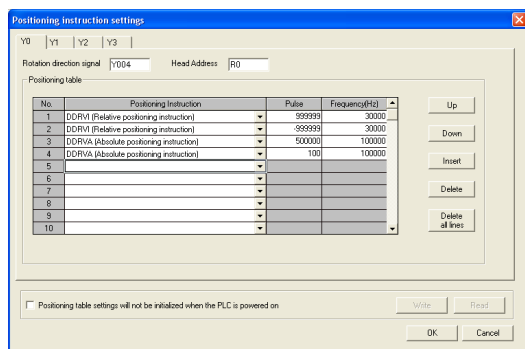 Positioning instruction settings
Y0 Y1 Y2 Y3
Rotation direction signal Y004 Head Address R0
Positioning table
No. Positioning Instruction Pulse Frequency(Hz)
1 DDRVI (Relative positioning instruction) 999999 30000
2 DDRVI (Relative positioning instruction) -999999 30000
3 DDRVA (Absolute positioning instruction) 500000 100000
4 DDRVA (Absolute positioning instruction) 100 100000
5
6
7
8
9
10
Up
Down
Insert
Delete
Delete
all lines
Positioning table settings will not be initialized when the PLC is powered on
Write Read
OK Cancel